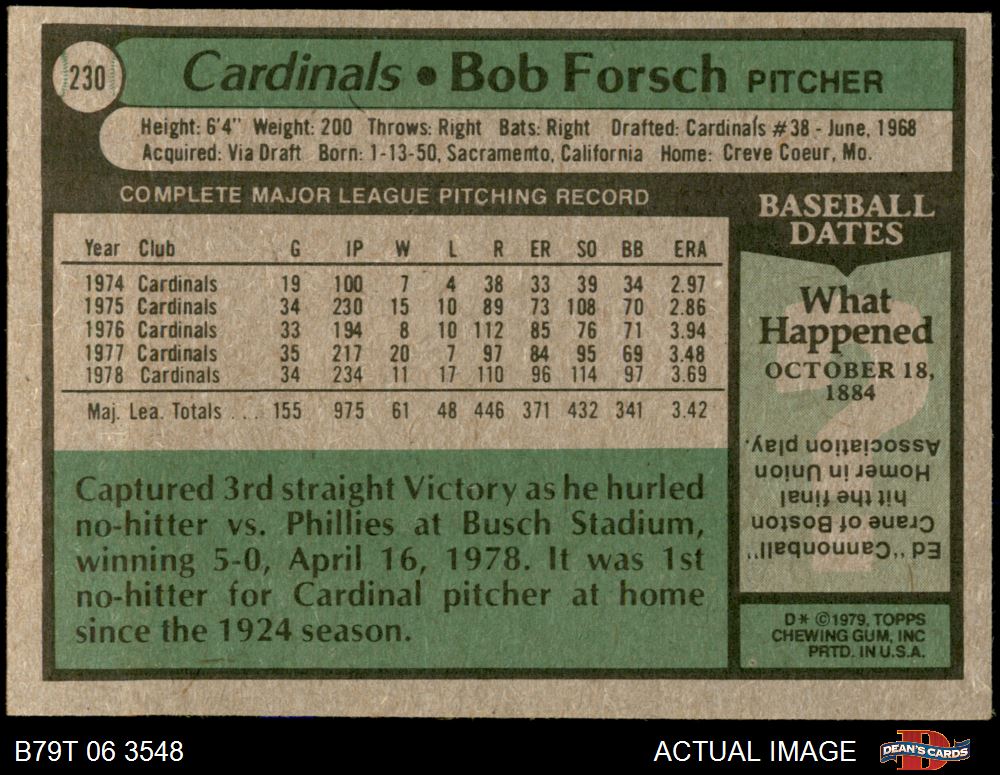 230
Cardinals • Bob Forsch PITCHER
Height: 6'4" Weight: 200 Throws: Right Bats: Right Drafted: Cardinals #38 - June, 1968
Acquired: Via Draft Born: 1-13-50, Sacramento, California Home: Creve Coeur, Mo.
COMPLETE MAJOR LEAGUE PITCHING RECORD
Year Club G IP W L R ER SO BB ERA
1974 Cardinals 19 100 7 4 38 33 39 34 2.97
1975 Cardinals 34 230 15 10 89 73 108 70 2.86
1976 Cardinals 33 194 8 10 112 85 76 71 3.94
1977 Cardinals 35 217 20 7 97 84 95 69 3.48
1978 Cardinals 34 234 11 17 110 96 114 97 3.69
Maj. Lea. Totals . . . 155 975 61 48 446 371 432 341 3.42
Captured 3rd straight Victory as he hurled
no-hitter vs. Phillies at Busch Stadium,
winning 5-0, April 16, 1978. It was 1st
no-hitter for Cardinal pitcher at home
since the 1924 season.
BASEBALL
DATES
What
Happened
OCTOBER 18,
1884
Ed "Cannonball"
Crane of Boston
hit the final
Homer in Union
Association play.
D* ©1979, TOPPS
CHEWING GUM, INC
PRTD. IN U.S.A.
B79T 06 3548
ACTUAL IMAGE
DEAN'S CARDS